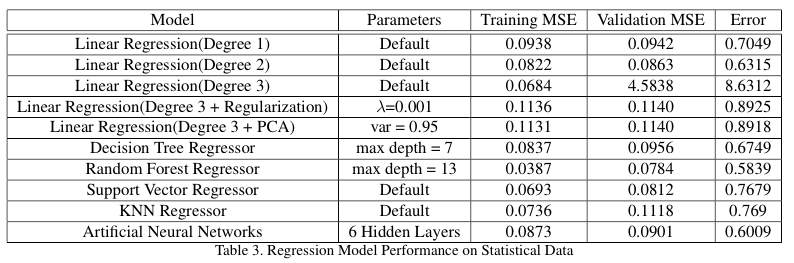 Model Parameters Training MSE Validation MSE Error
Linear Regression(Degree 1) Default 0.0938 0.0942 0.7049
Linear Regression(Degree 2) Default 0.0822 0.0863 0.6315
Linear Regression(Degree 3) Default 0.0684 4.5838 8.6312
Linear Regression(Degree 3 + Regularization) λ=0.001 0.1136 0.1140 0.8925
Linear Regression(Degree 3 + PCA) var = 0.95 0.1131 0.1140 0.8918
Decision Tree Regressor max depth = 7 0.0837 0.0956 0.6749
Random Forest Regressor max depth = 13 0.0387 0.0784 0.5839
Support Vector Regressor Default 0.0693 0.0812 0.7679
KNN Regressor Default 0.0736 0.1118 0.769
Artificial Neural Networks 6 Hidden Layers 0.0873 0.0901 0.6009
Table 3. Regression Model Performance on Statistical Data